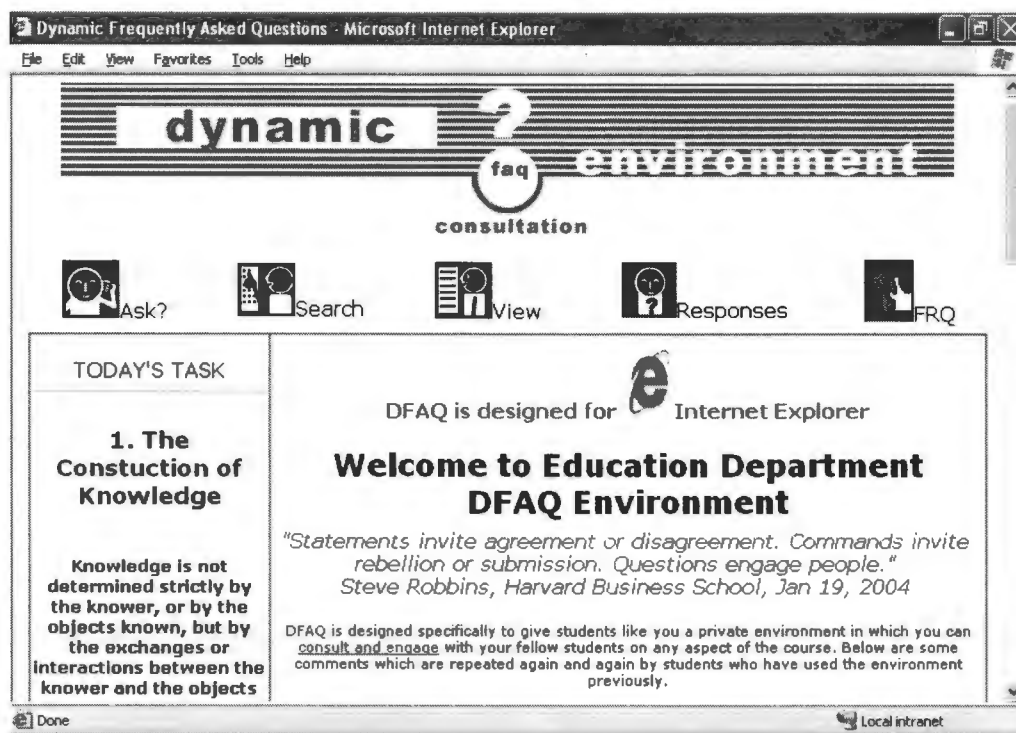 Dynamic Frequently Asked Questions - Microsoft Internet Explorer
File Edit View Favorites Tools Help
dynamic
?
faq
environment
consultation
Ask?
Search
View
?
Responses
FRQ
TODAY'S TASK
1. The
Constuction of
Knowledge
Knowledge is not
determined strictly by
the knower, or by the
objects known, but by
the exchanges or
interactions between the
knower and the objects
DFAQ is designed for Internet Explorer
Welcome to Education Department
DFAQ Environment
"Statements invite agreement or disagreement. Commands invite
rebellion or submission. Questions engage people."
Steve Robbins, Harvard Business School, Jan 19, 2004
DFAQ is designed specifically to give students like you a private environment in which you can
consult and engage with your fellow students on any aspect of the course. Below are some
comments which are repeated again and again by students who have used the environment
previously.
Done
Local intranet